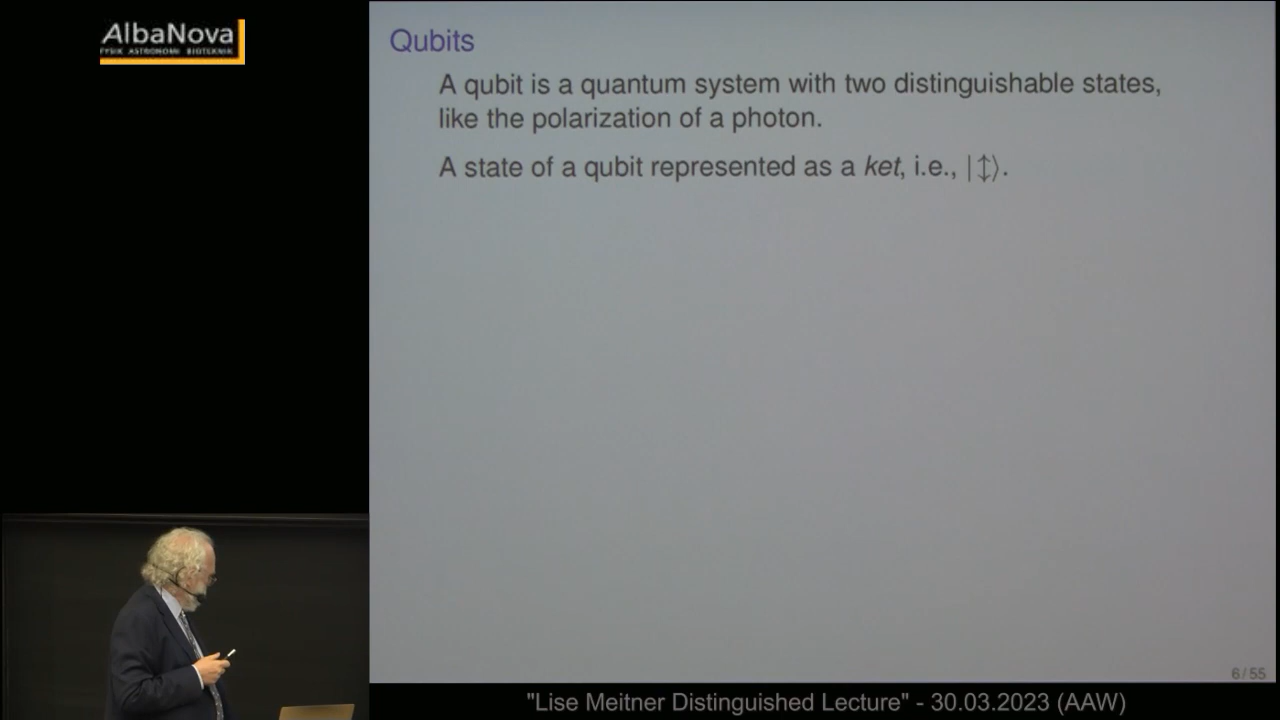 AlbaNova
FYSIK ASTRONOMI BIOTEKNIK
Qubits
A qubit is a quantum system with two distinguishable states,
like the polarization of a photon.
A state of a qubit represented as a ket, i.e., |↕⟩.
6/55
"Lise Meitner Distinguished Lecture" - 30.03.2023 (AAW)